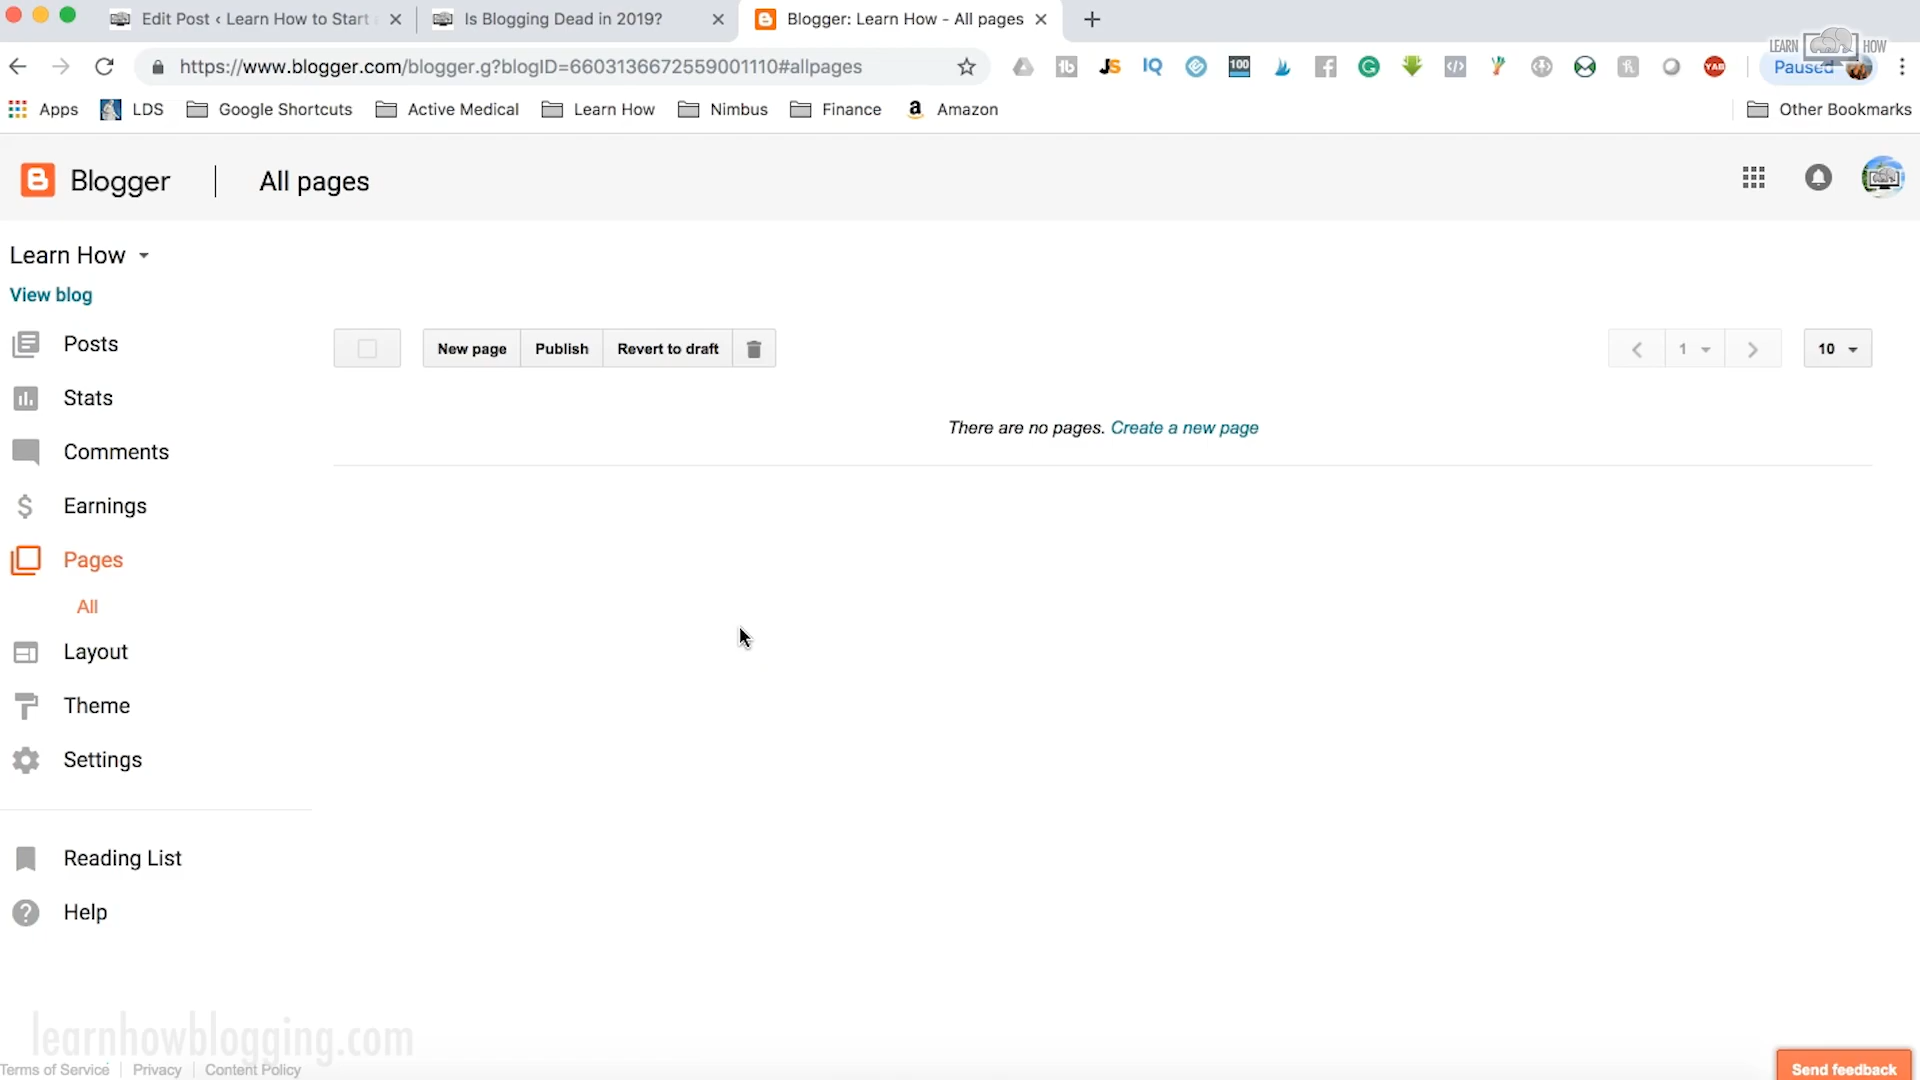 Edit Post ‹ Learn How to Start
Is Blogging Dead in 2019?
Blogger: Learn How - All pages
LEARN HOW
https://www.blogger.com/blogger.g?blogID=6603136672559001110#allpages
JS
IQ
100
YAB
Paused
Apps
LDS
Google Shortcuts
Active Medical
Learn How
Nimbus
Finance
Amazon
Other Bookmarks
Blogger
All pages
Learn How
View blog
Posts
Stats
Comments
Earnings
Pages
All
Layout
Theme
Settings
Reading List
Help
New page
Publish
Revert to draft
1
10
There are no pages. Create a new page
learnhowblogging.com
Terms of Service
Privacy
Content Policy
Send feedback